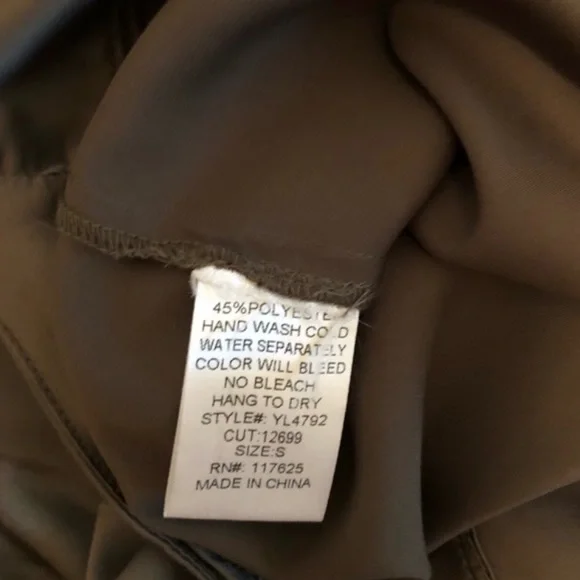 45%POLYESTER
HAND WASH COLD
WATER SEPARATELY
COLOR WILL BLEED
NO BLEACH
HANG TO DRY
STYLE#: YL4792
CUT:12699
SIZE:S
RN#: 117625
MADE IN CHINA